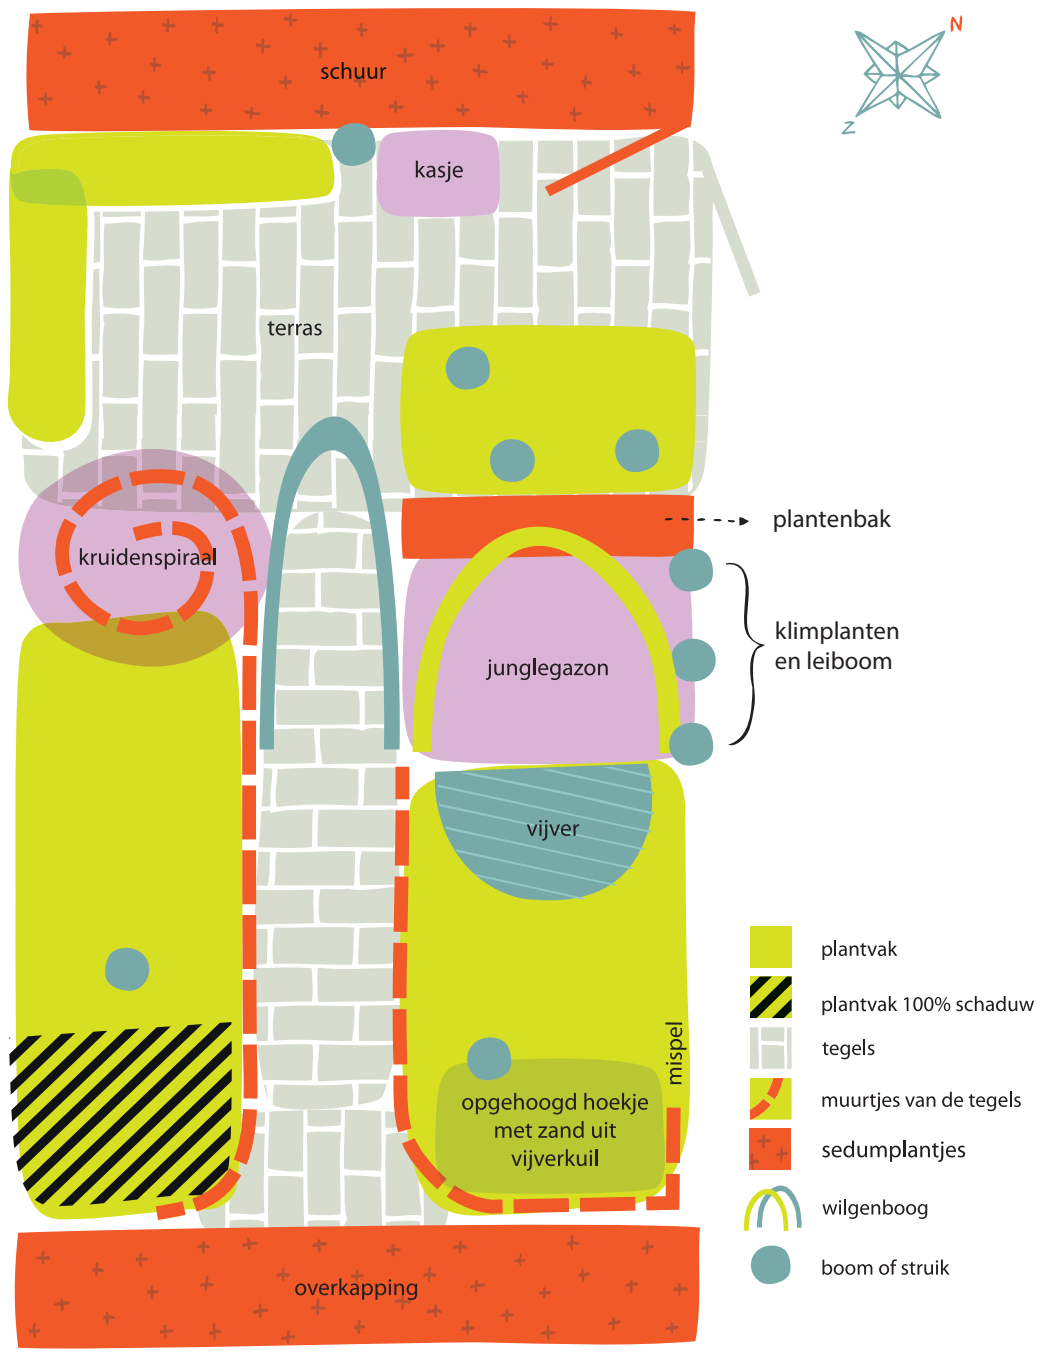 N
Z
schuur
kasje
terras
plantenbak
kruidenspiraal
klimplanten
en leiboom
junglegazon
vijver
plantvak
plantvak 100% schaduw
tegels
muurtjes van de tegels
sedumplantjes
wilgenboog
boom of struik
mispel
opgehoogd hoekje
met zand uit
vijverkuil
overkapping